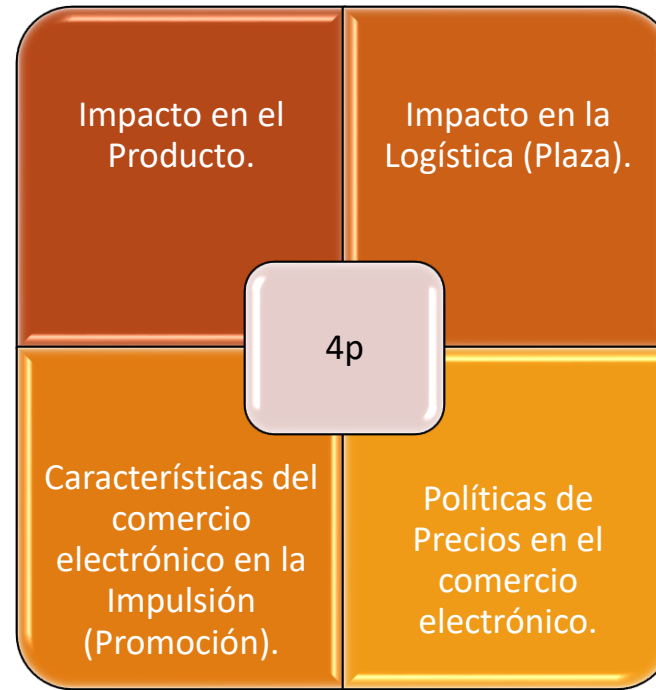 Impacto en el
Producto.
Impacto en la
Logística (Plaza).
4p
Características del
comercio
electrónico en la
Impulsión
(Promoción).
Políticas de
Precios en el
comercio
electrónico.